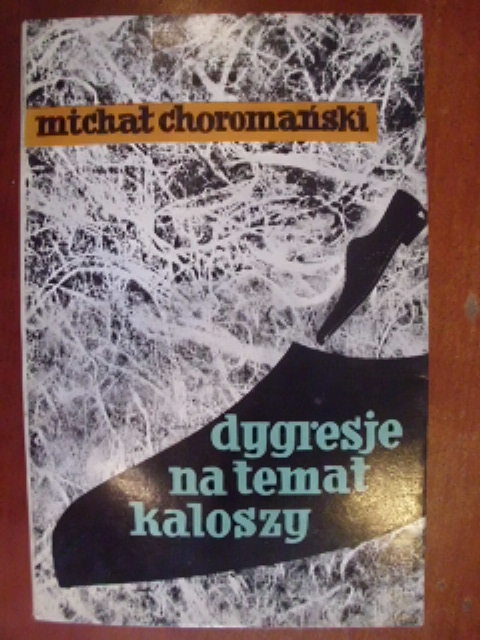 michał choromański
dygresje
na temat
kaloszy